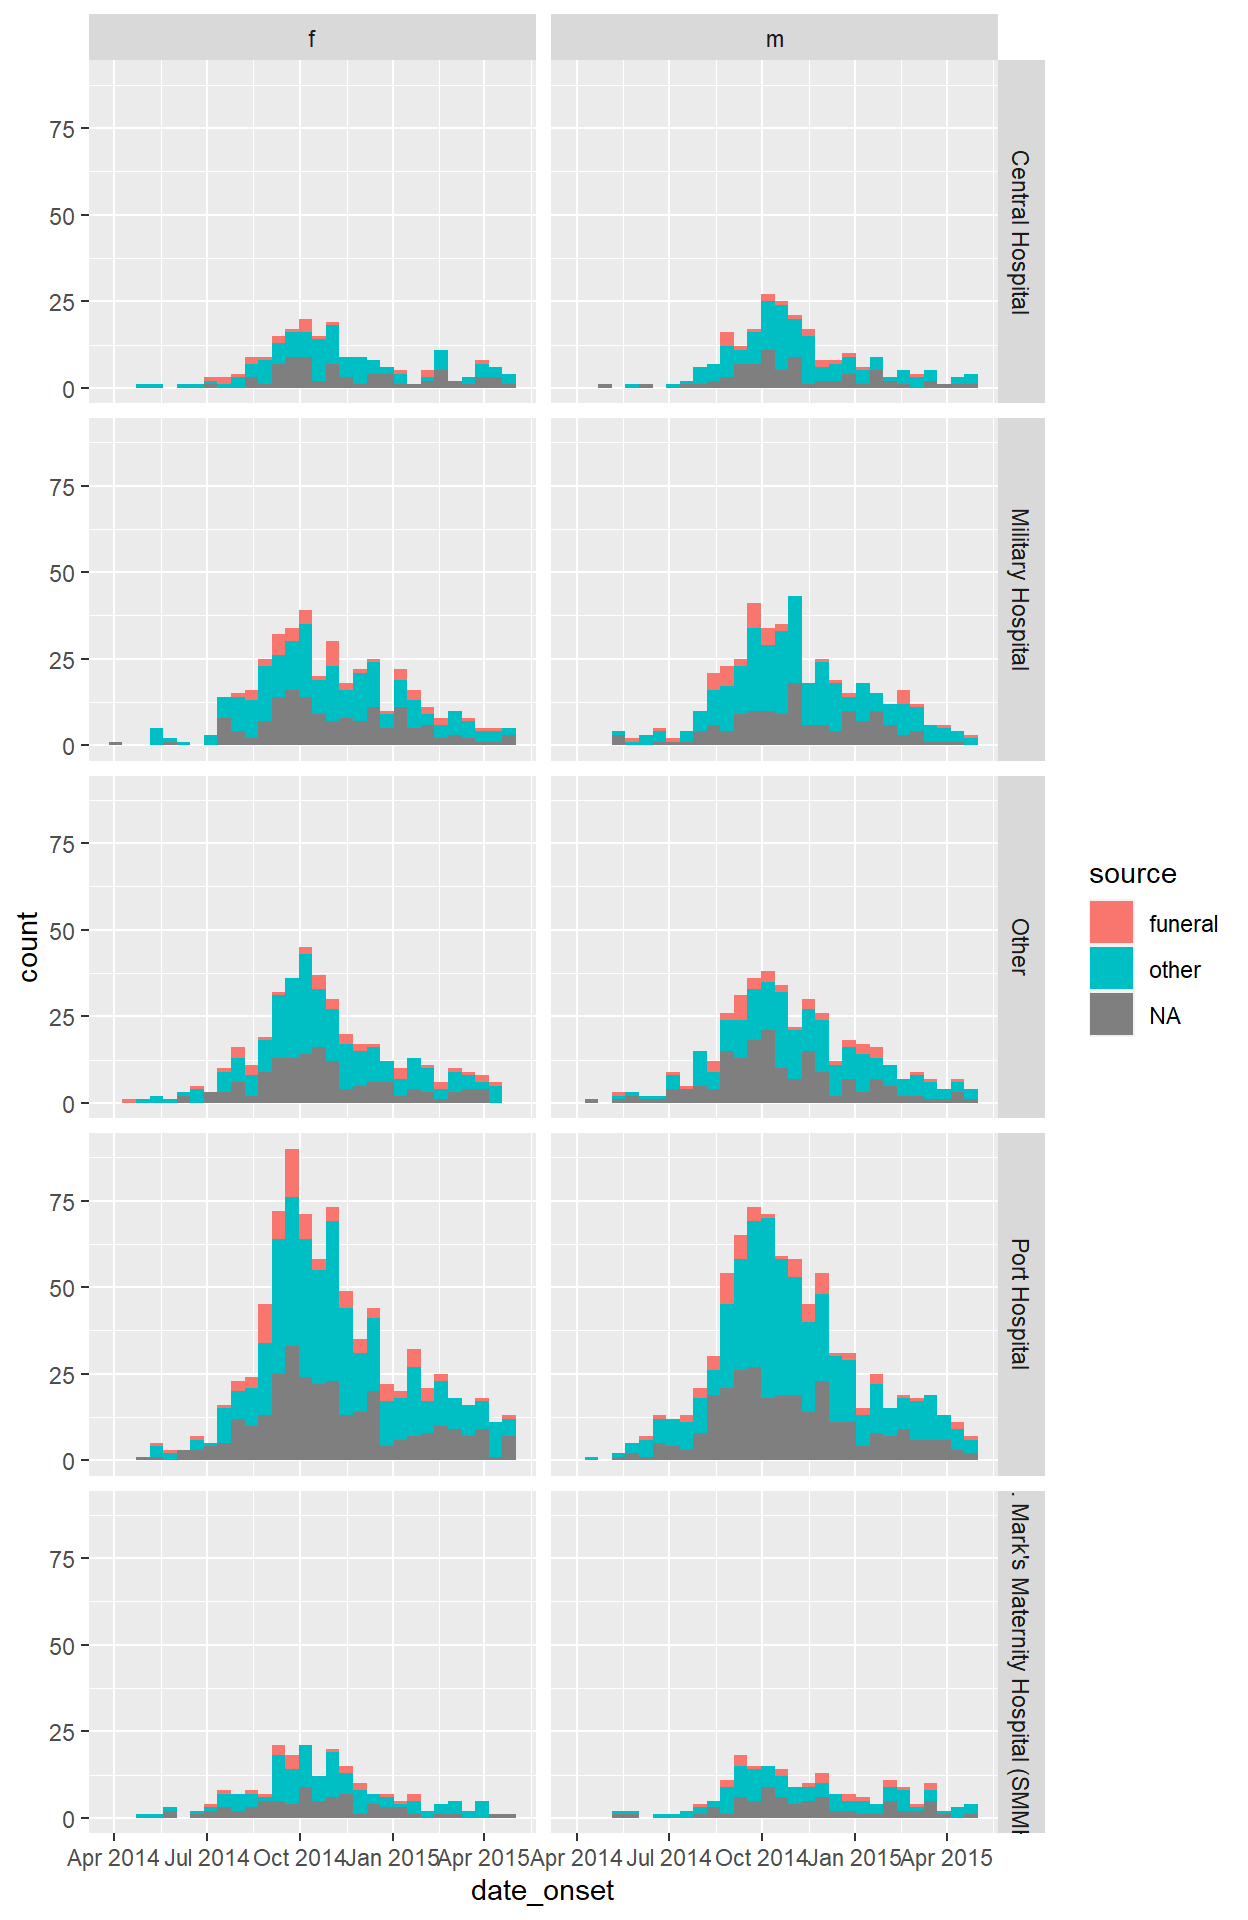 f
m
75
50
25
0
Central Hospital
75
50
25
0
Military Hospital
75
50
25
0
Other
75
50
25
0
Port Hospital
75
50
25
0
. Mark's Maternity Hospital (SMMH
Apr 2014 Jul 2014 Oct 2014 Jan 2015 Apr 2015 Apr 2014 Jul 2014 Oct 2014 Jan 2015 Apr 2015
date_onset
count
source
funeral
other
NA